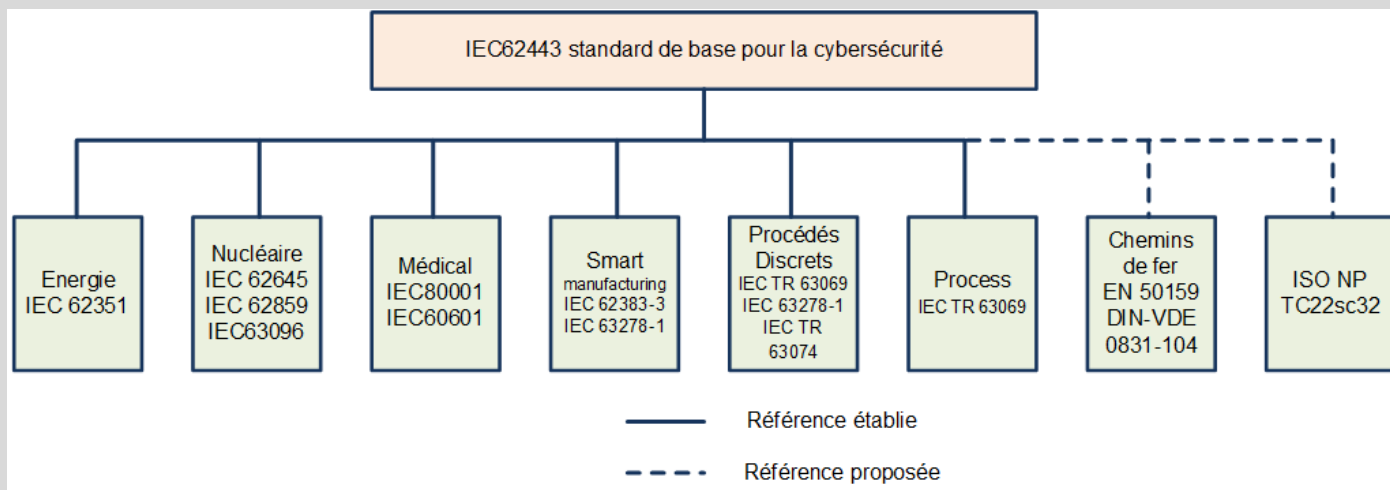 IEC62443 standard de base pour la cybersécurité
Energie
IEC 62351
Nucléaire
IEC 62645
IEC 62859
IEC63096
Médical
IEC80001
IEC60601
Smart
manufacturing
IEC 62383-3
IEC 63278-1
Procédés
Discrets
IEC TR 63069
IEC 63278-1
IEC TR
63074
Process
IEC TR 63069
Chemins
de fer
EN 50159
DIN-VDE
0831-104
ISO NP
TC22sc32
Référence établie
Référence proposée